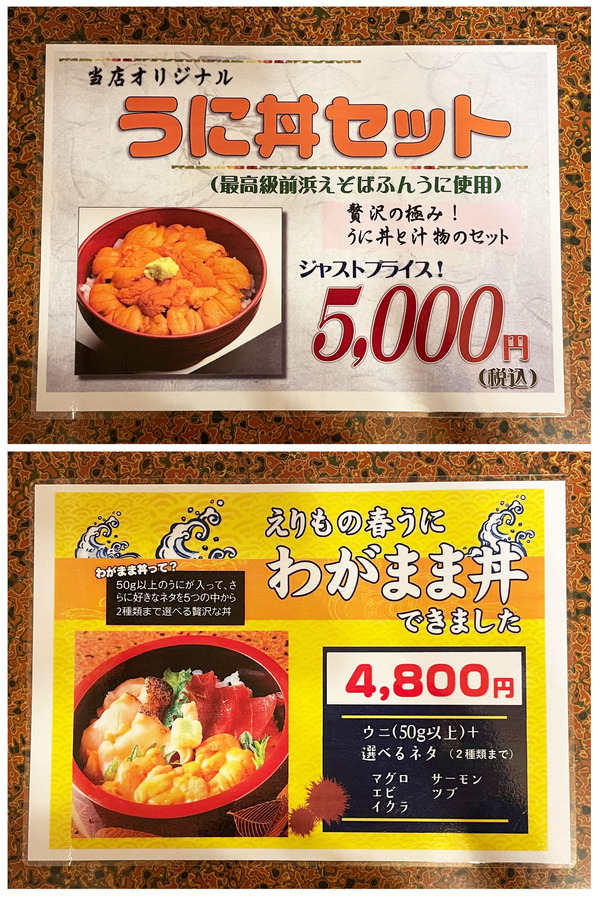 当店オリジナル
うに丼セット
(最高級前浜えぞばふんうに使用)
贅沢の極み!
うに丼と汁物のセット
ジャストプライス!
5,000円
(税込)
えりもの春うに
わがまま丼
できました
わがまま丼って?
50g以上のうにが入って、さ
らに好きなネタを5つの中から
2種類まで選べる贅沢な丼
4,800円
ウニ(50g以上)+
選べるネタ (2種類まで)
マグロ サーモン
エビ ツブ
イクラ